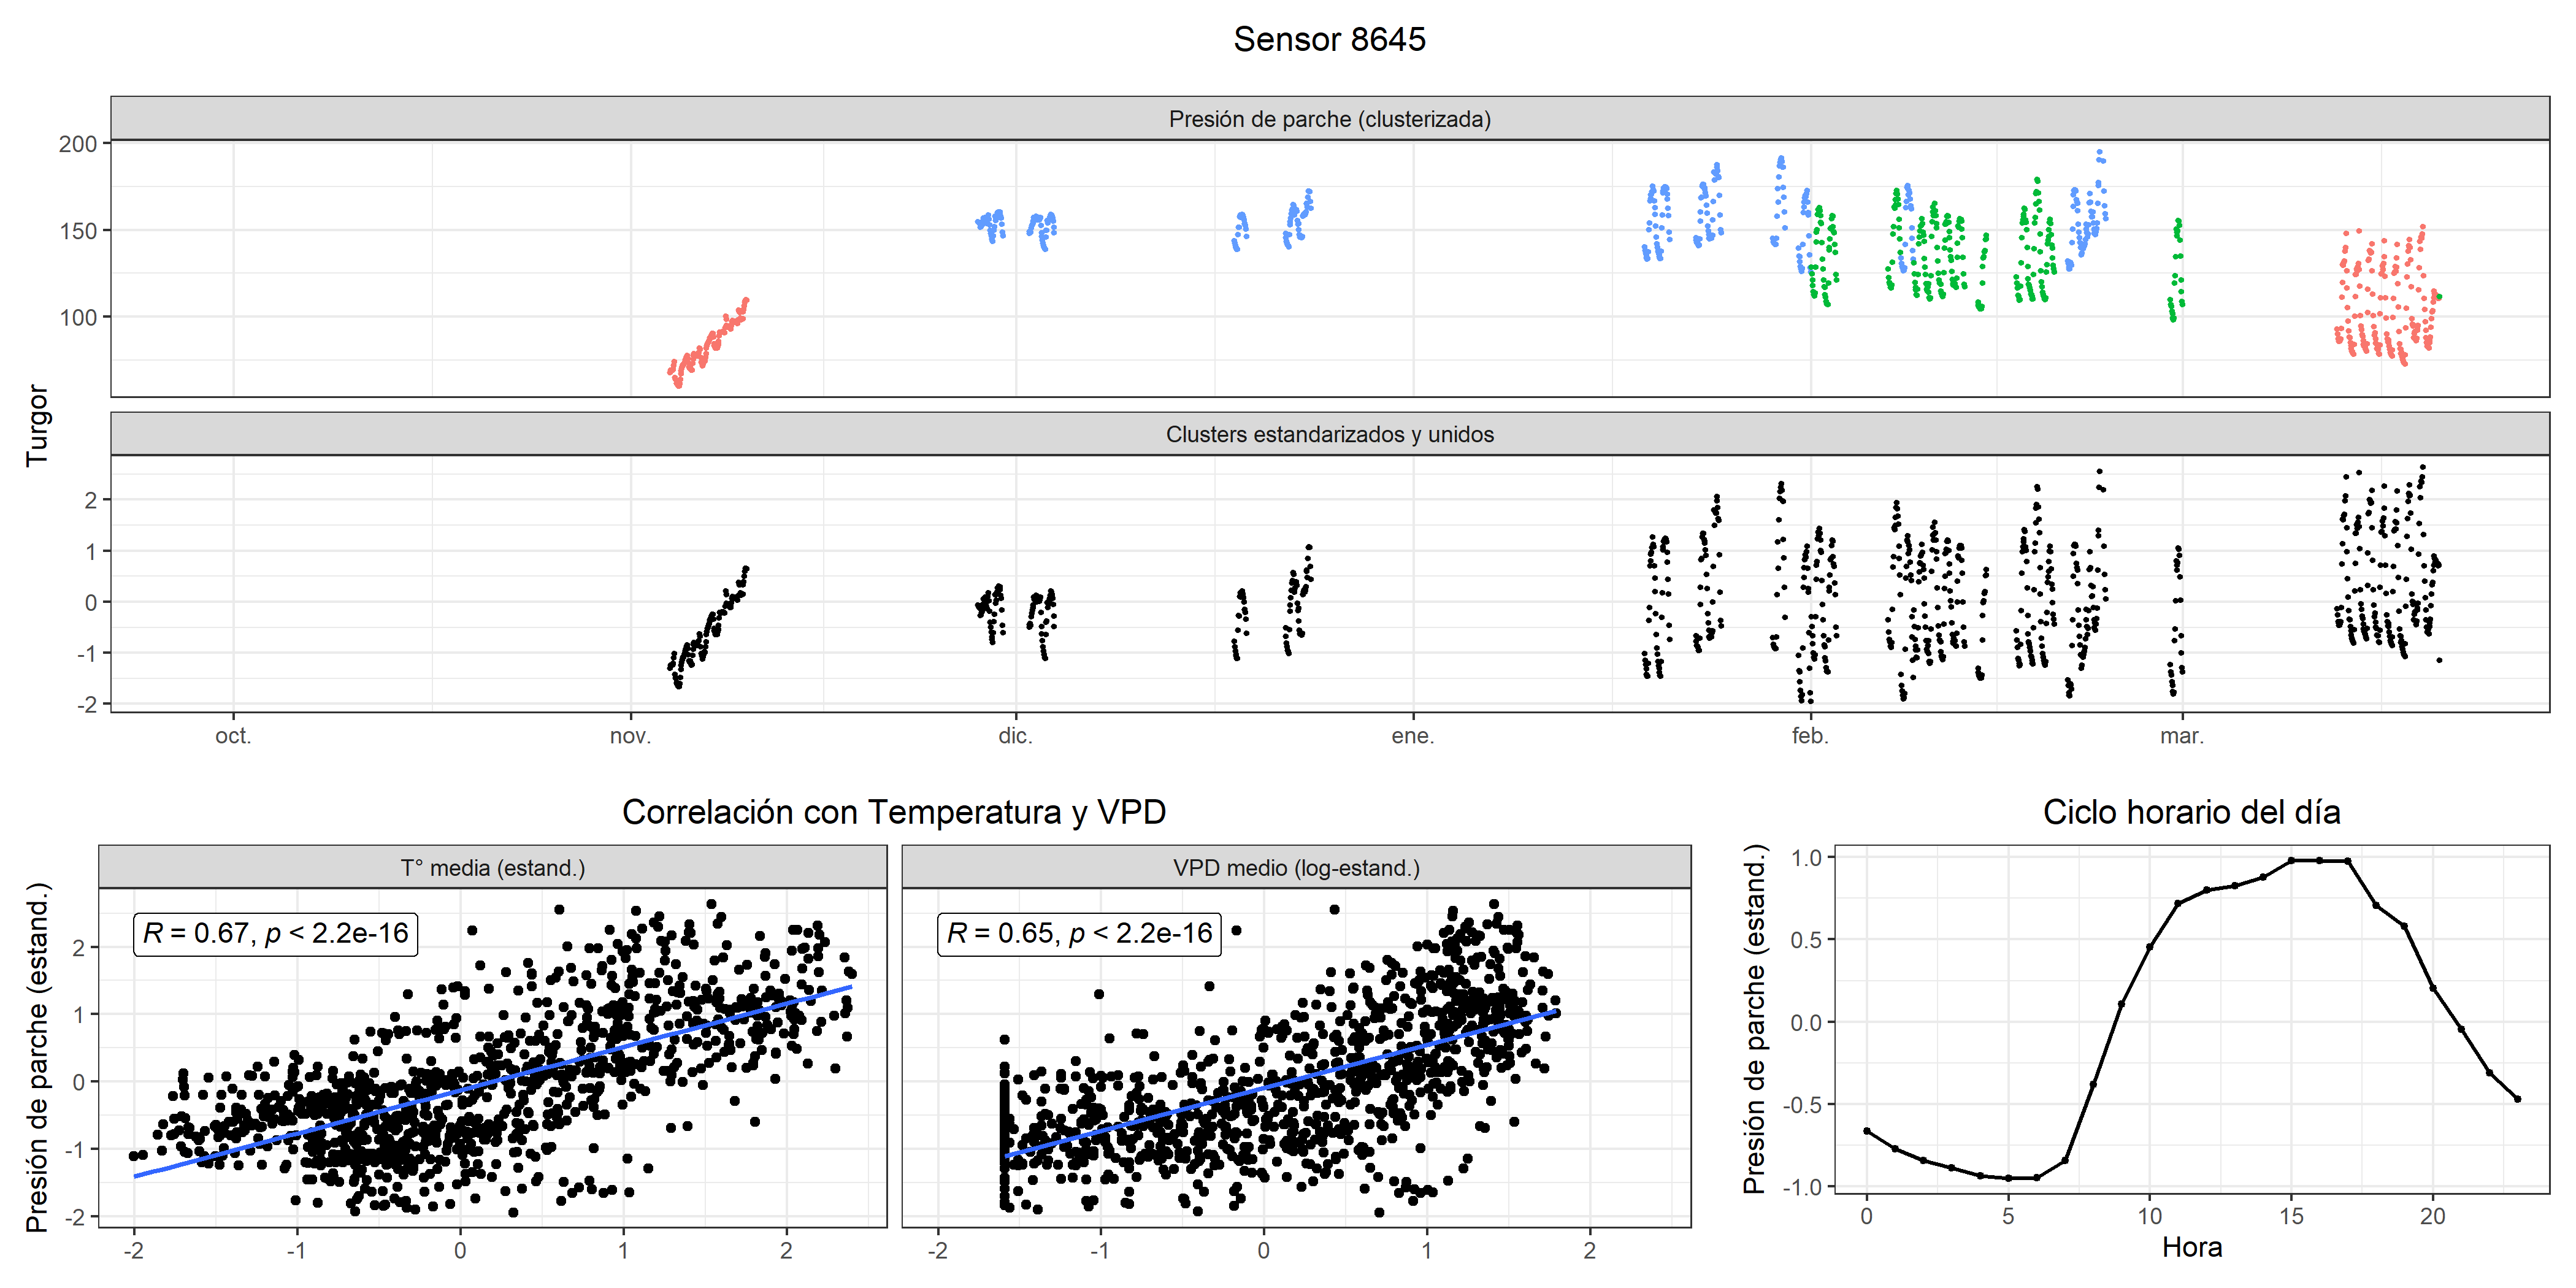 Sensor 8645
Presión de parche (clusterizada)
200
150
100
Turgor
Clusters estandarizados y unidos
2
1
0
-1
-2
oct. nov. dic. ene. feb. mar.
Correlación con Temperatura y VPD
T° media (estand.) VPD medio (log-estand.)
Presión de parche (estand.)
R = 0.67, p < 2.2e-16 R = 0.65, p < 2.2e-16
2
1
0
-1
-2
-2 -1 0 1 2 -2 -1 0 1 2
Ciclo horario del día
Presión de parche (estand.)
1.0
0.5
0.0
-0.5
-1.0
0 5 10 15 20
Hora